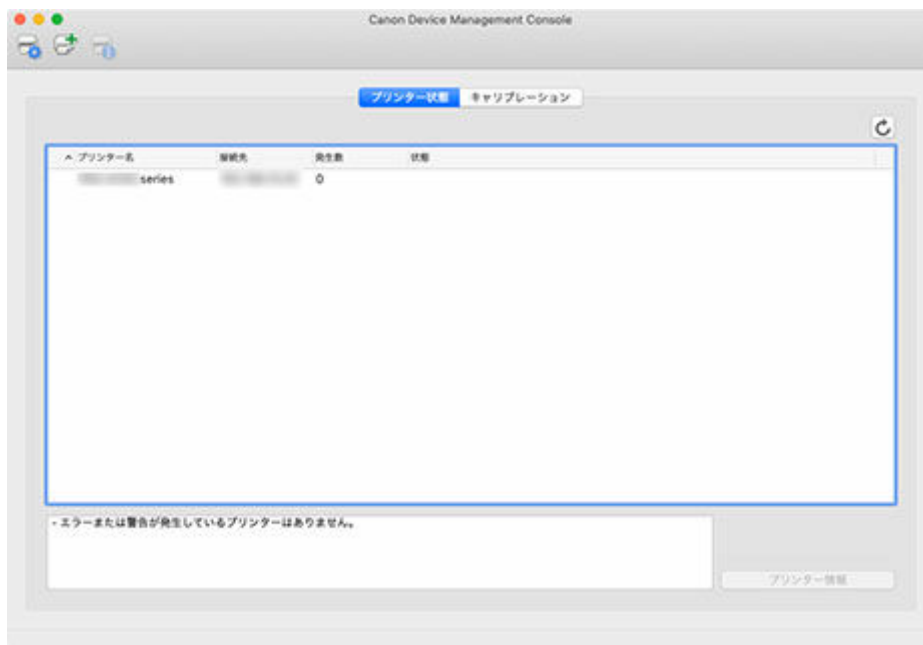 Canon Device Management Console
プリンター状態 キャリブレーション
プリンター名 接続先 発生数 状態
series 0
- エラーまたは警告が発生しているプリンターはありません。
プリンター情報